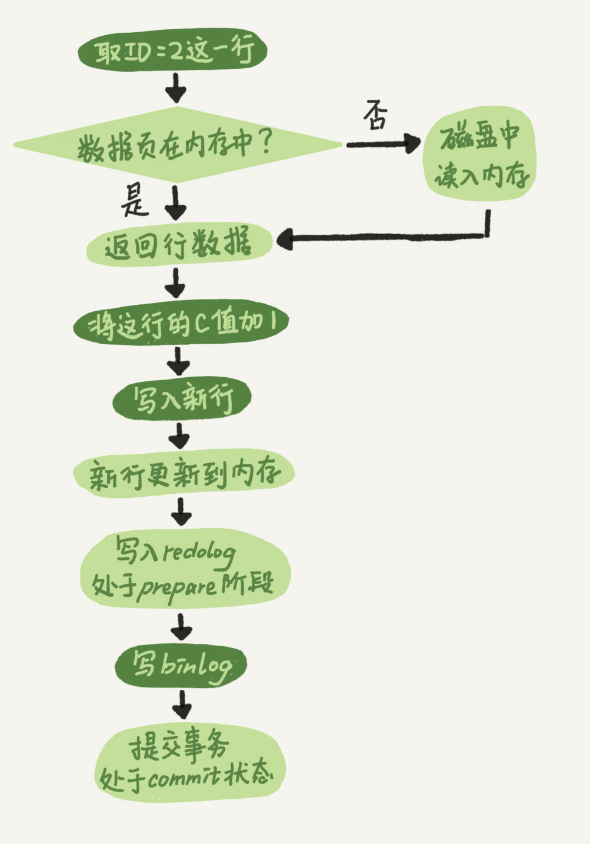 取ID=2这一行
数据页在内存中?
否
磁盘中
读入内存
是
返回行数据
将这行的C值加1
写入新行
新行更新到内存
写入redolog
处于prepare阶段
写binlog
提交事务
处于commit状态